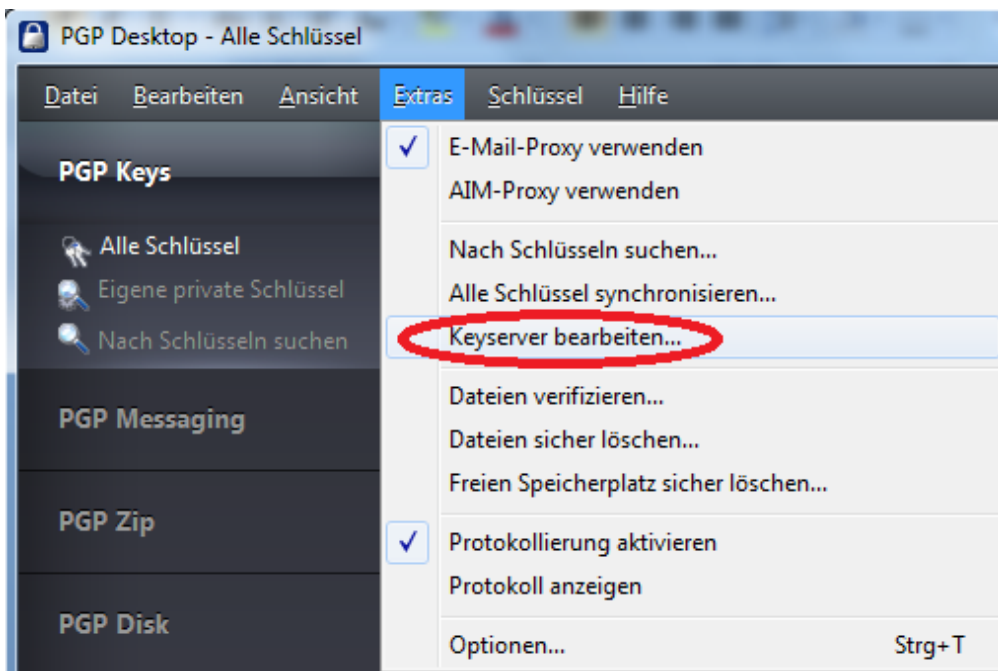 PGP Desktop - Alle Schlüssel
Datei Bearbeiten Ansicht Extras Schlüssel Hilfe
PGP Keys
Alle Schlüssel
Eigene private Schlüssel
Nach Schlüsseln suchen
PGP Messaging
PGP Zip
PGP Disk
E-Mail-Proxy verwenden
AIM-Proxy verwenden
Nach Schlüsseln suchen...
Alle Schlüssel synchronisieren...
Keyserver bearbeiten...
Dateien verifizieren...
Dateien sicher löschen...
Freien Speicherplatz sicher löschen...
Protokollierung aktivieren
Protokoll anzeigen
Optionen... Strg+T